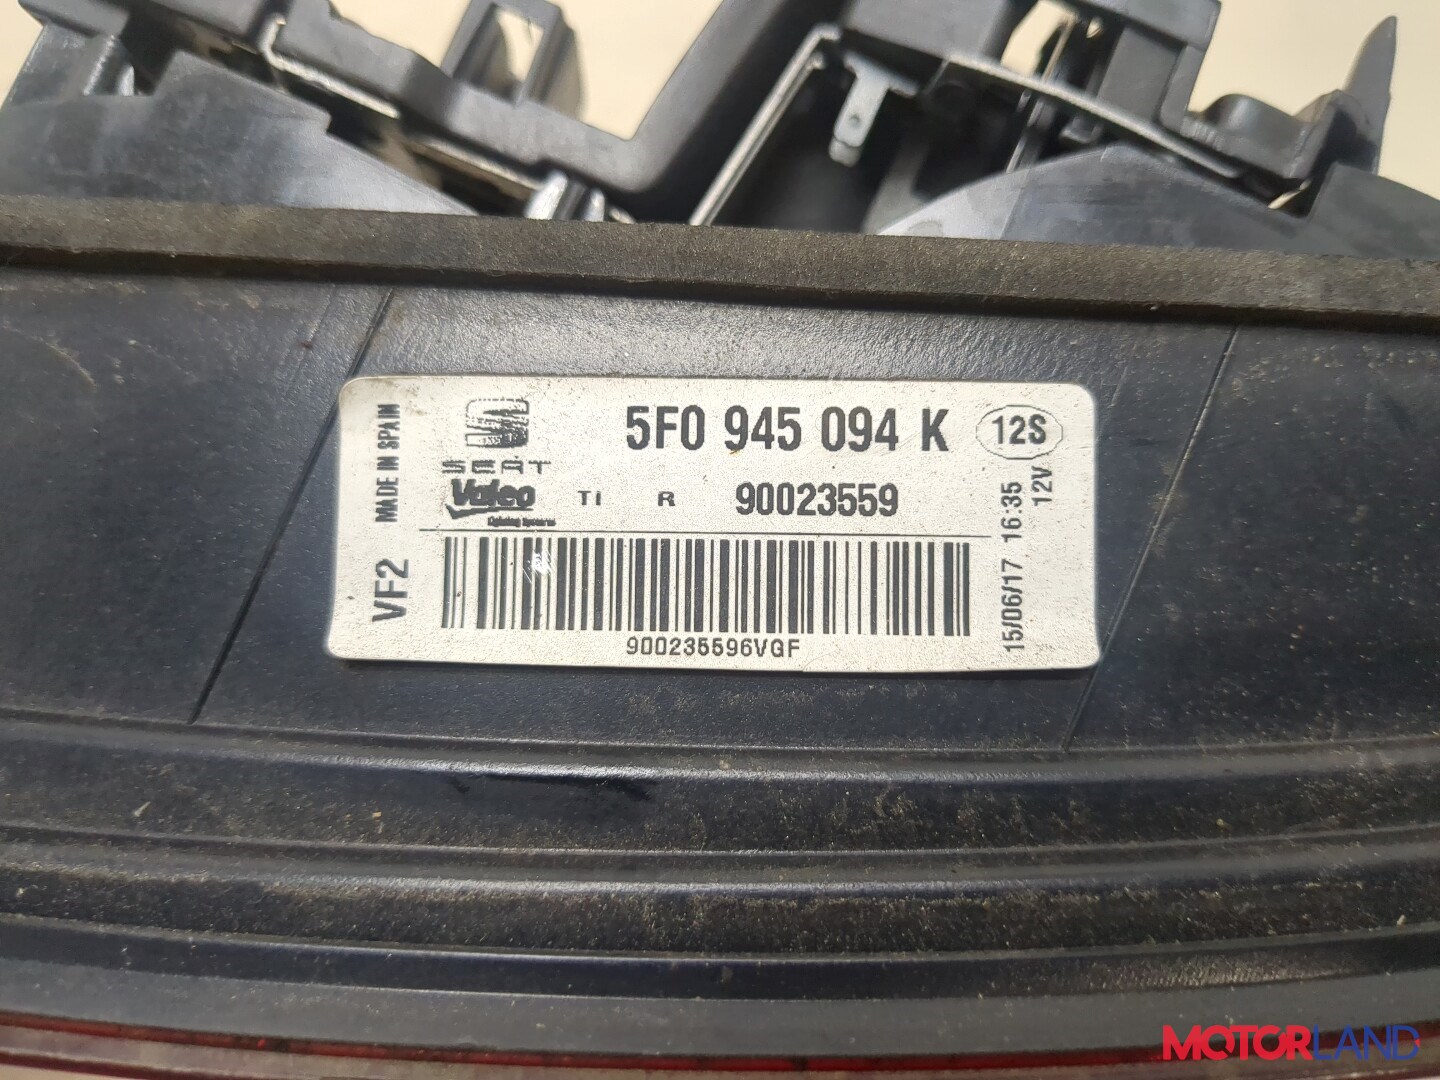 MADE IN SPAIN
VF2
SEAT
5F0 945 094 K
12S
Valeo
TI R 90023559
900235596VGF
15/06/17 16:35
12V
MOTORLAND